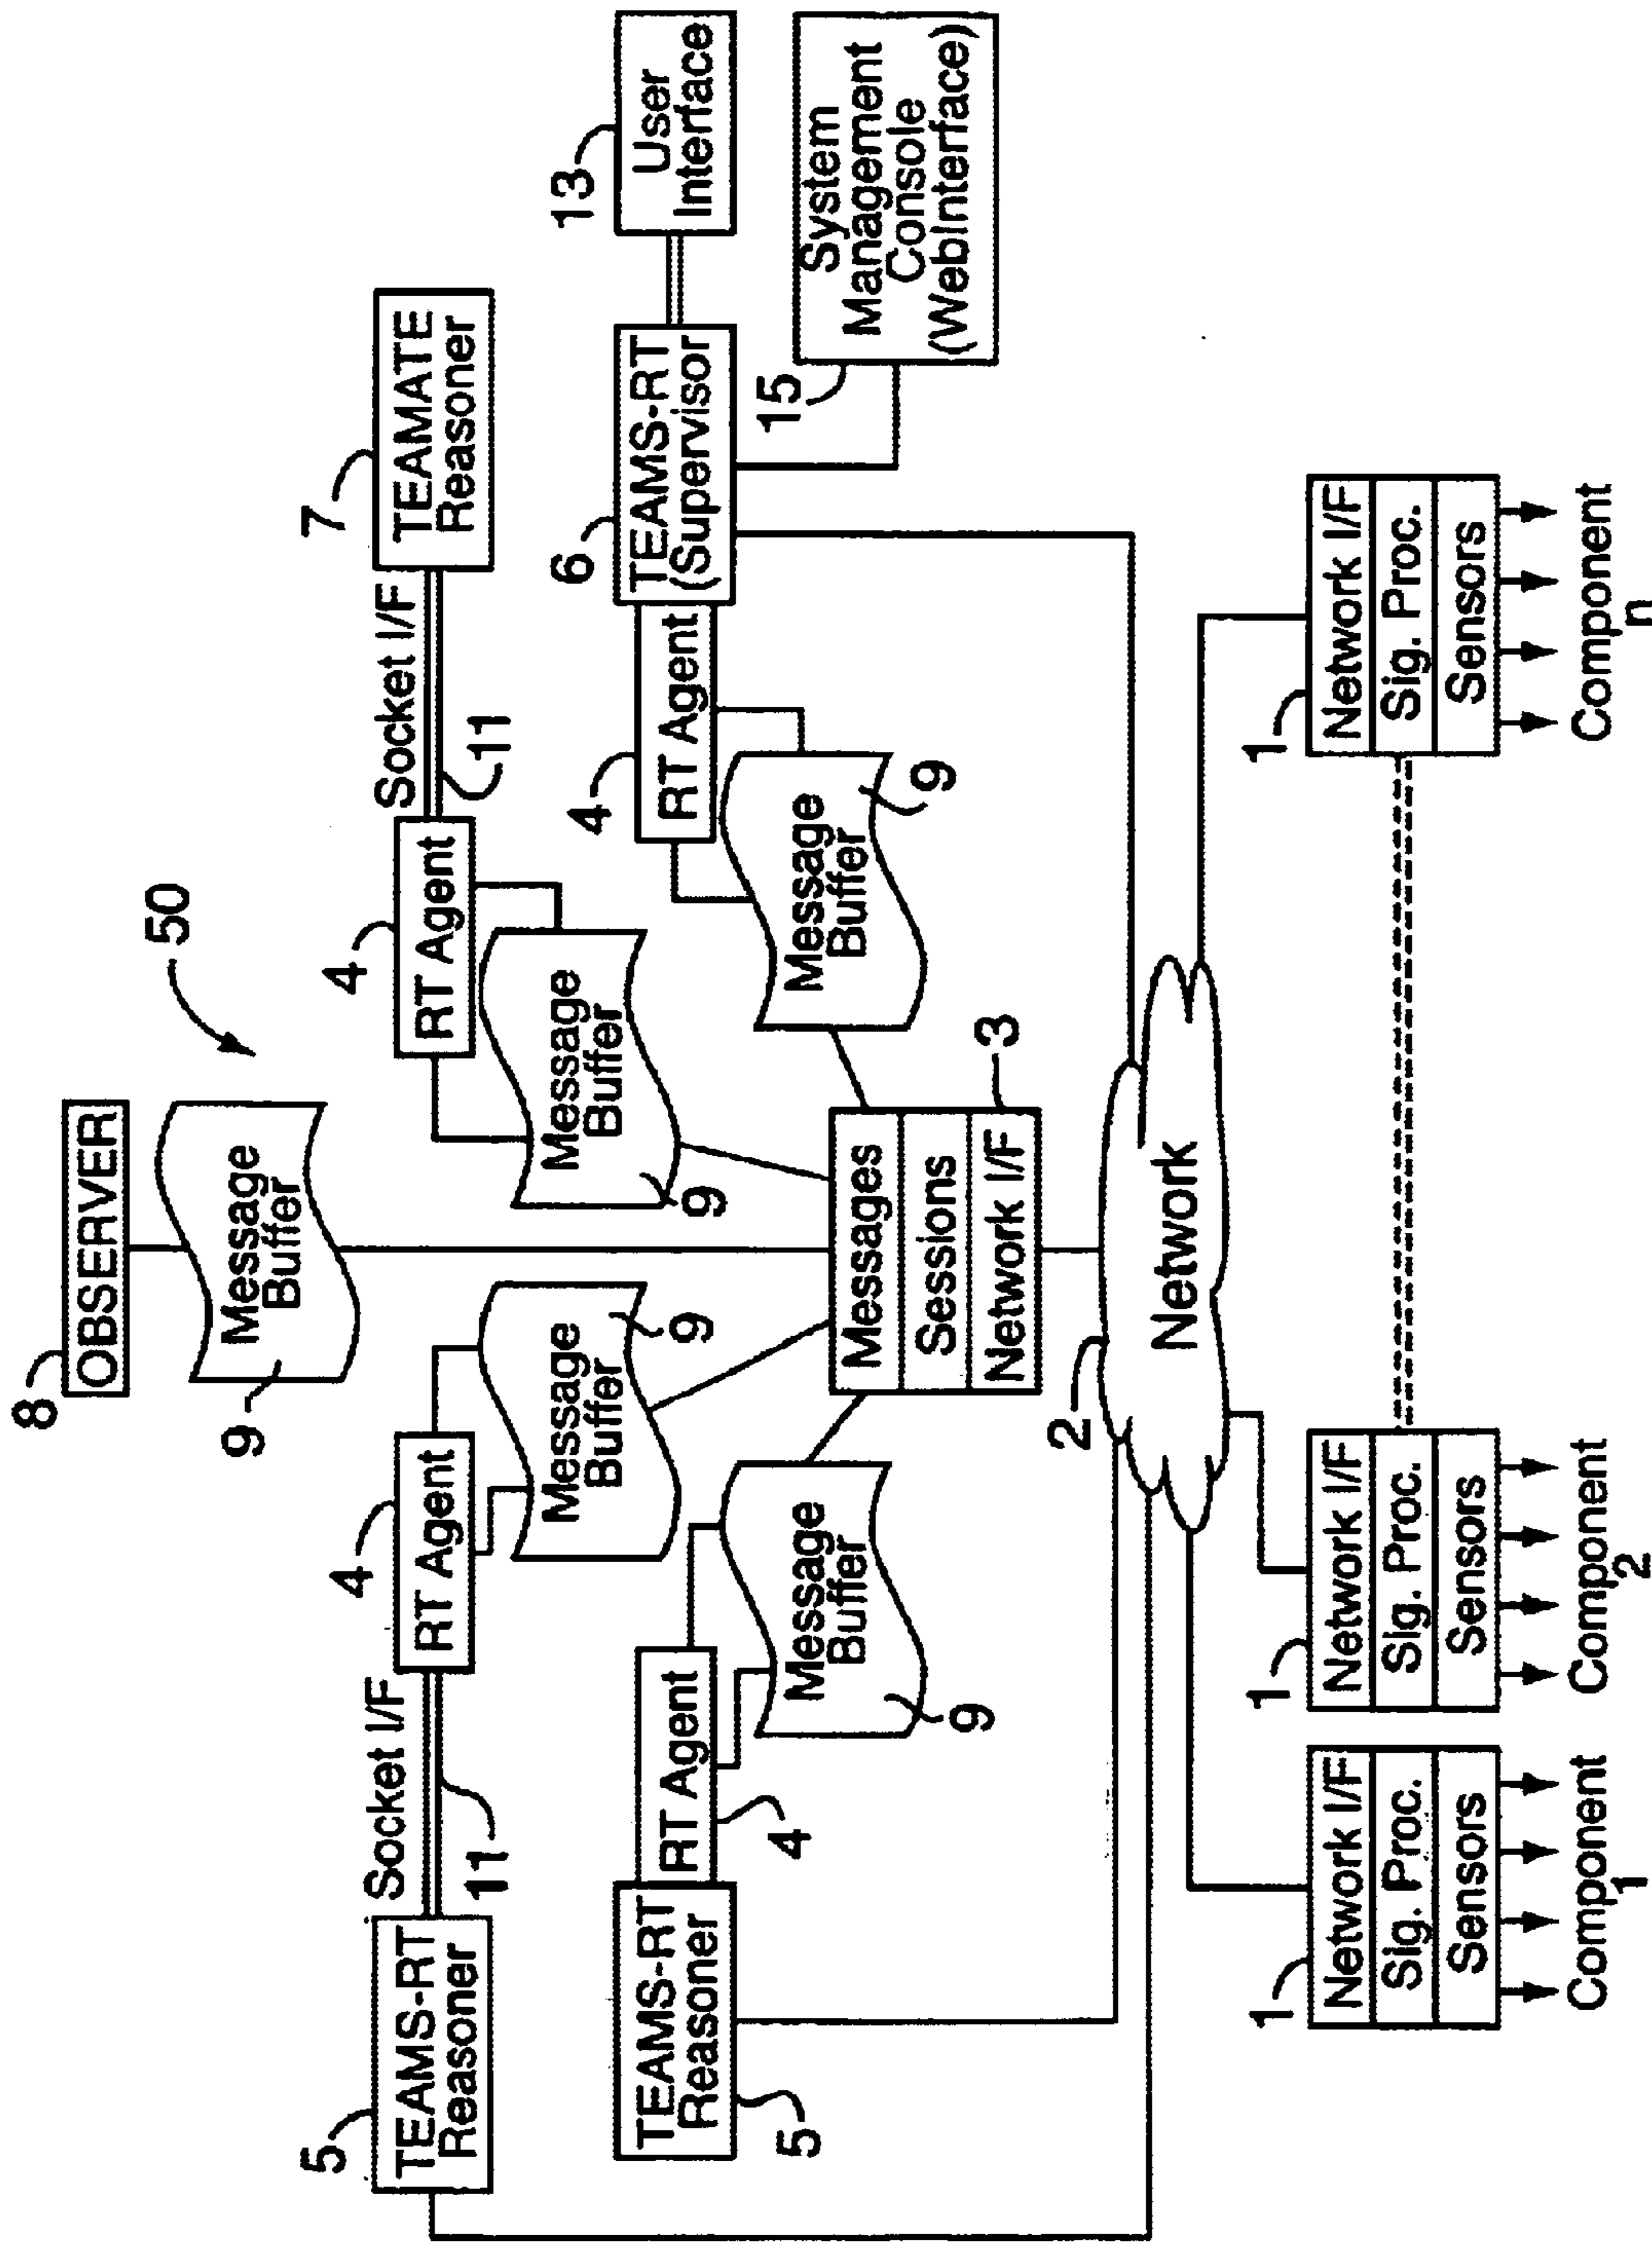 50
8
OBSERVER
Message
Buffer
9
5
TEAMS-RT
Reasoner
Socket I/F
11
4
RT Agent
Message
Buffer
9
4
RT Agent
Message
Buffer
9
Socket I/F
11
7
TEAMATE
Reasoner
5
TEAMS-RT
Reasoner
4
RT Agent
Message
Buffer
9
Message
Buffer
9
4
RT Agent
6
TEAMS-RT
(Supervisor
13
User
Interface
15
System
Management
Console
(WebInterface)
Messages
Sessions
Network I/F
3
2
Network
1
Network I/F
Sig. Proc.
Sensors
Component
1
1
Network I/F
Sig. Proc.
Sensors
Component
2
1
Network I/F
Sig. Proc.
Sensors
Component
n